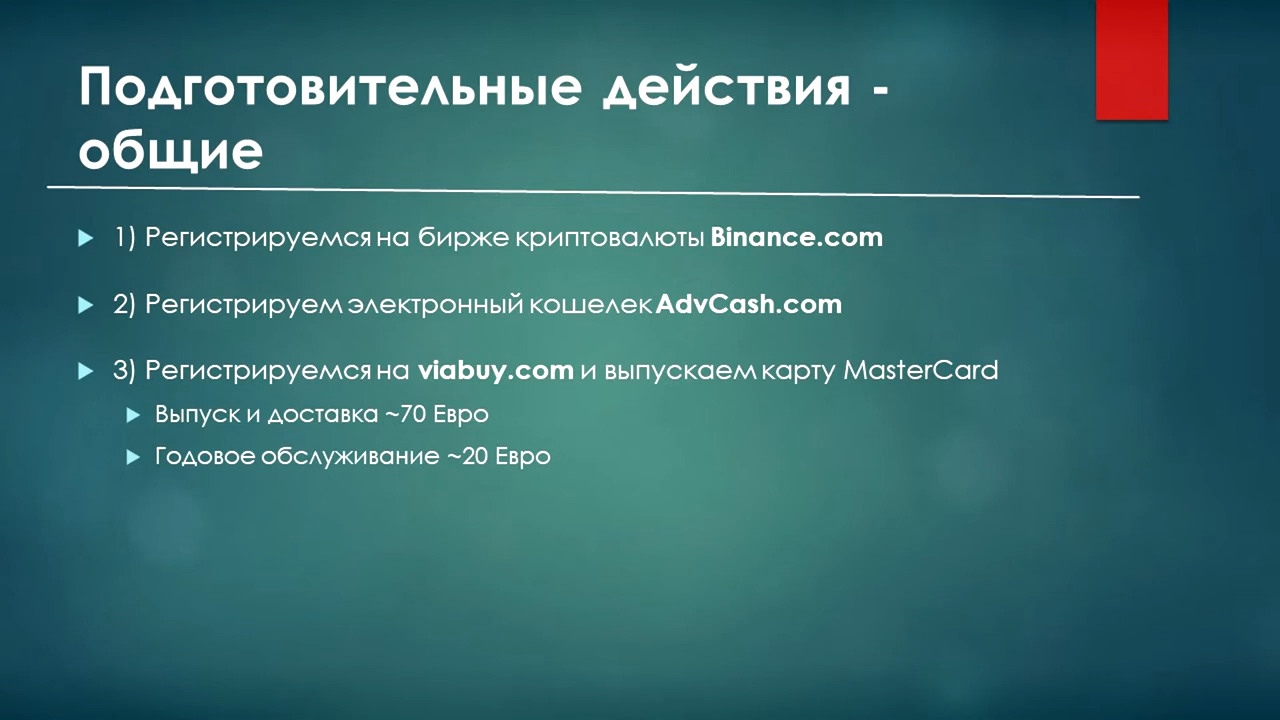 Подготовительные действия -
общие
1) Регистрируемся на бирже криптовалюты Binance.com
2) Регистрируем электронный кошелек AdvCash.com
3) Регистрируемся на viabuy.com и выпускаем карту MasterCard
Выпуск и доставка ~70 Евро
Годовое обслуживание ~20 Евро